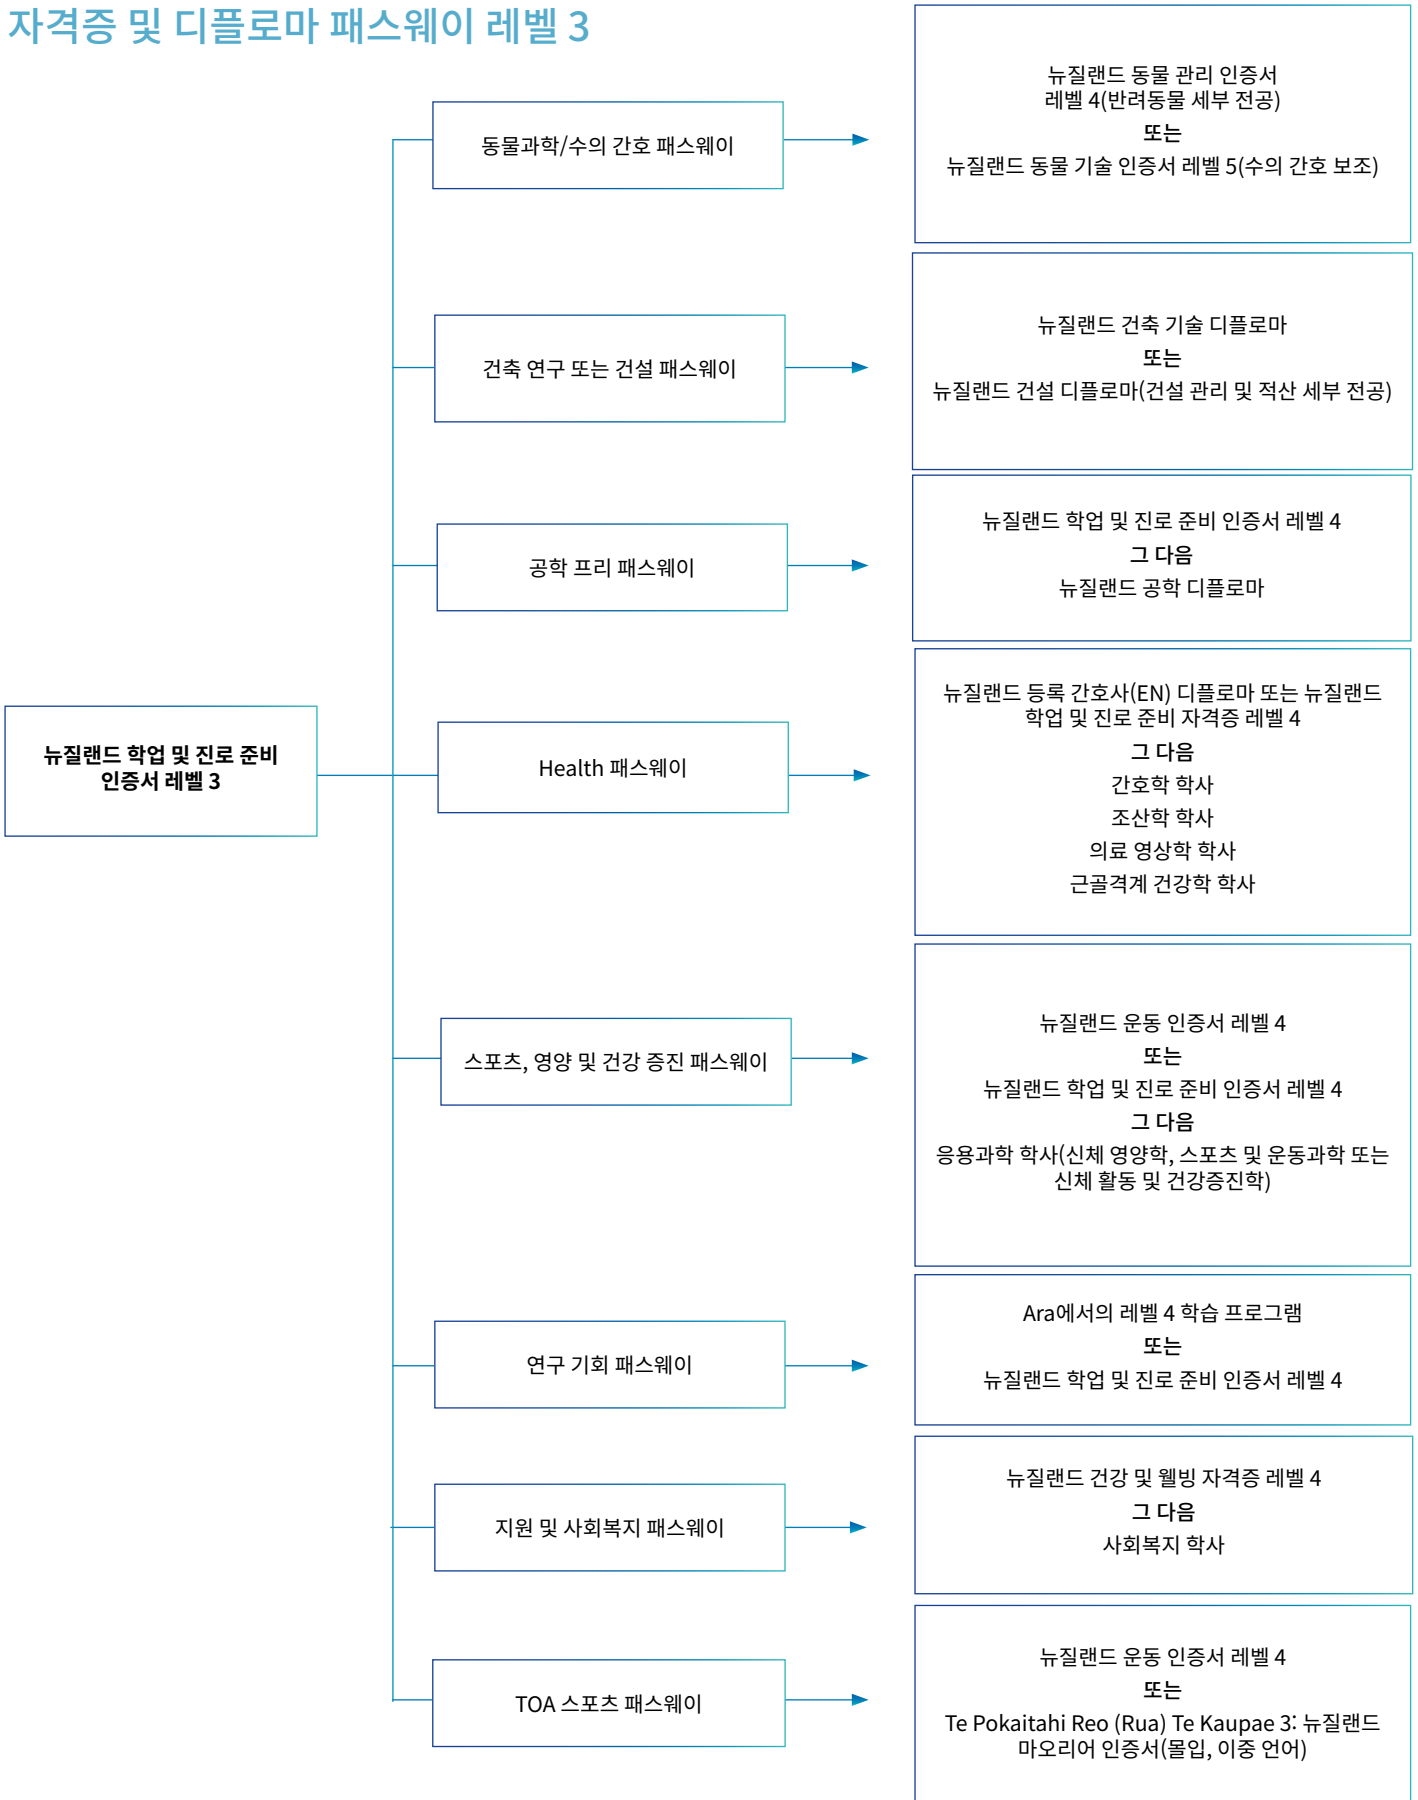 자격증 및 디플로마 패스웨이 레벨 3
뉴질랜드 학업 및 진로 준비
인증서 레벨 3
동물과학/수의 간호 패스웨이
뉴질랜드 동물 관리 인증서
레벨 4(반려동물 세부 전공)
또는
뉴질랜드 동물 기술 인증서 레벨 5(수의 간호 보조)
건축 연구 또는 건설 패스웨이
뉴질랜드 건축 기술 디플로마
또는
뉴질랜드 건설 디플로마(건설 관리 및 적산 세부 전공)
공학 프리 패스웨이
뉴질랜드 학업 및 진로 준비 인증서 레벨 4
그 다음
뉴질랜드 공학 디플로마
Health 패스웨이
뉴질랜드 등록 간호사(EN) 디플로마 또는 뉴질랜드
학업 및 진로 준비 자격증 레벨 4
그 다음
간호학 학사
조산학 학사
의료 영상학 학사
근골격계 건강학 학사
스포츠, 영양 및 건강 증진 패스웨이
뉴질랜드 운동 인증서 레벨 4
또는
뉴질랜드 학업 및 진로 준비 인증서 레벨 4
그 다음
응용과학 학사(신체 영양학, 스포츠 및 운동과학 또는
신체 활동 및 건강증진학)
연구 기회 패스웨이
Ara에서의 레벨 4 학습 프로그램
또는
뉴질랜드 학업 및 진로 준비 인증서 레벨 4
지원 및 사회복지 패스웨이
뉴질랜드 건강 및 웰빙 자격증 레벨 4
그 다음
사회복지 학사
TOA 스포츠 패스웨이
뉴질랜드 운동 인증서 레벨 4
또는
Te Pokaitahi Reo (Rua) Te Kaupae 3: 뉴질랜드
마오리어 인증서(몰입, 이중 언어)